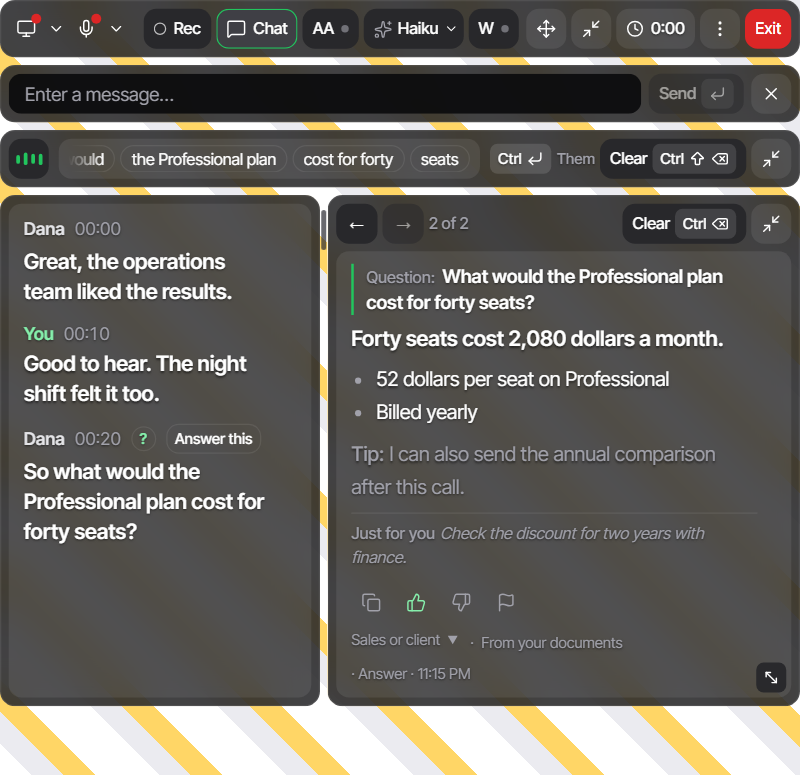 Rec
Chat
AA
Haiku
W
0:00
Exit
Enter a message...
Send
ould
the Professional plan
cost for forty
seats
Ctrl
Them
Clear
Ctrl
Dana 00:00
Great, the operations
team liked the results.
You 00:10
Good to hear. The night
shift felt it too.
Dana 00:20 ? Answer this
So what would the
Professional plan cost for
forty seats?
← → 2 of 2
Clear
Ctrl
Question: What would the Professional plan
cost for forty seats?
Forty seats cost 2,080 dollars a month.
• 52 dollars per seat on Professional
• Billed yearly
Tip: I can also send the annual comparison
after this call.
Just for you Check the discount for two years with
finance.
Sales or client ▼ · From your documents
· Answer · 11:15 PM